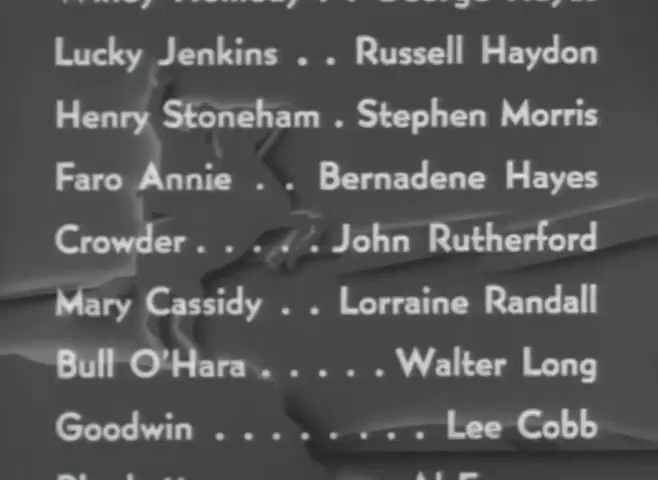 Lucky Jenkins . . Russell Haydon
Henry Stoneham . Stephen Morris
Faro Annie . . Bernadene Hayes
Crowder . . . . . John Rutherford
Mary Cassidy . . Lorraine Randall
Bull O'Hara . . . . . Walter Long
Goodwin . . . . . . . . . Lee Cobb